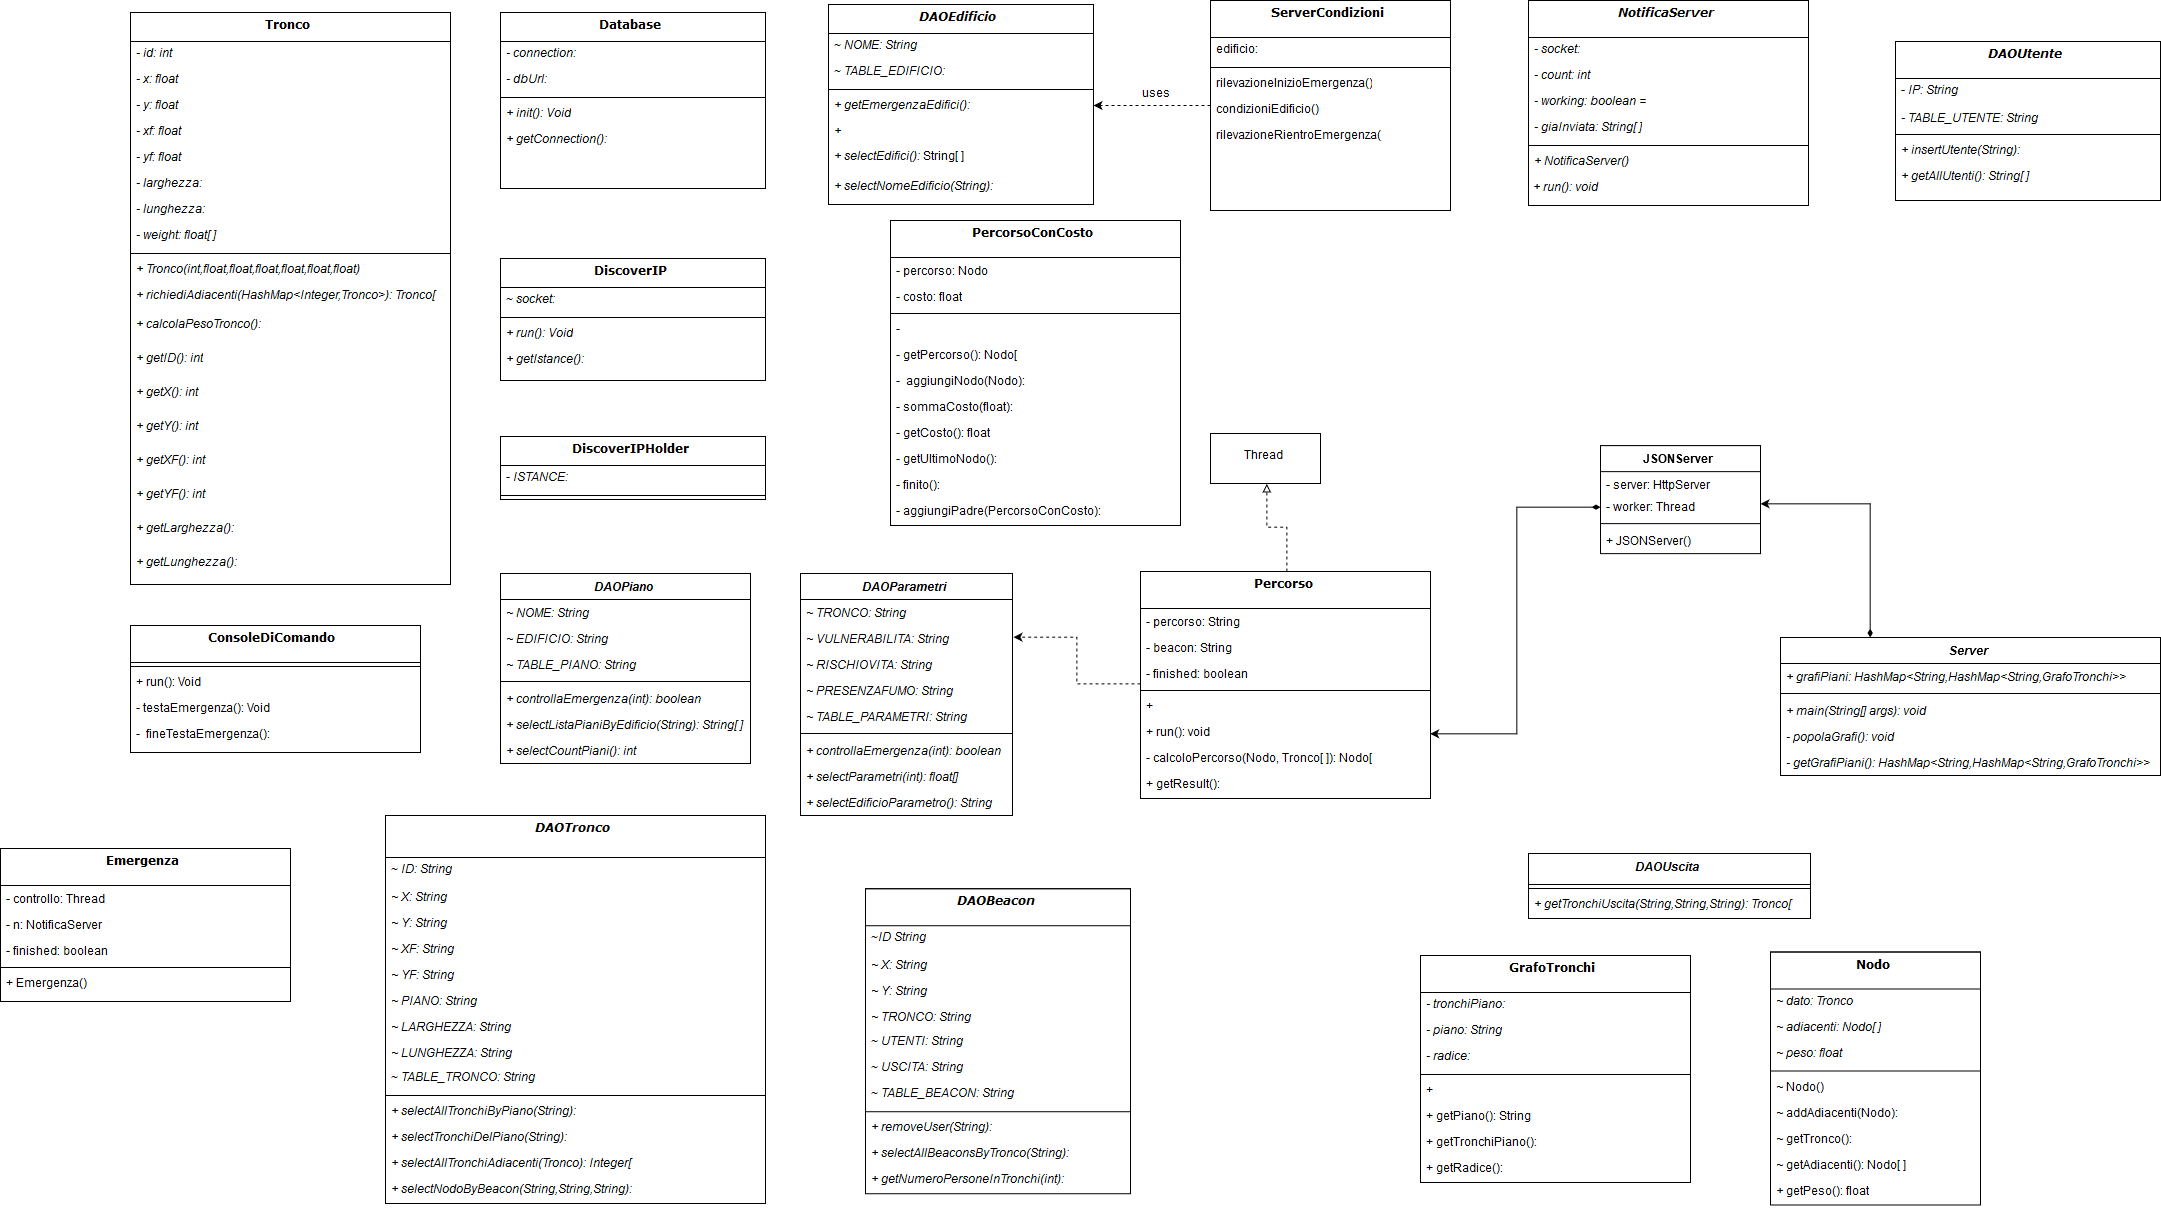 Tronco
- id: int
- x: float
- y: float
- xf: float
- yf: float
- larghezza:
- lunghezza:
- weight: float[ ]
+ Tronco(int,float,float,float,float,float,float)
+ richiediAdiacenti(HashMap<Integer,Tronco>): Tronco[
+ calcolaPesoTronco():
+ getID(): int
+ getX(): int
+ getY(): int
+ getXF(): int
+ getYF(): int
+ getLarghezza():
+ getLunghezza():
Database
- connection:
- dbUrl:
+ init(): Void
+ getConnection():
DAOEdificio
~ NOME: String
~ TABLE_EDIFICIO:
+ getEmergenzaEdifici():
+
+ selectEdifici(): String[ ]
+ selectNomeEdificio(String):
uses
ServerCondizioni
edificio:
rilevazioneInizioEmergenza()
condizioniEdificio()
rilevazioneRientroEmergenza(
NotificaServer
- socket:
- count: int
- working: boolean =
- giaInviata: String[ ]
+ NotificaServer()
+ run(): void
DAOUtente
- IP: String
- TABLE_UTENTE: String
+ insertUtente(String):
+ getAllUtenti(): String[ ]
DiscoverIP
~ socket:
+ run(): Void
+ getIstance():
PercorsoConCosto
- percorso: Nodo
- costo: float
-
- getPercorso(): Nodo[
- aggiungiNodo(Nodo):
- sommaCosto(float):
- getCosto(): float
- getUltimoNodo():
- finito():
- aggiungiPadre(PercorsoConCosto):
DiscoverIPHolder
- ISTANCE:
Thread
JSONServer
- server: HttpServer
- worker: Thread
+ JSONServer()
ConsoleDiComando
+ run(): Void
- testaEmergenza(): Void
- fineTestaEmergenza():
DAOPiano
~ NOME: String
~ EDIFICIO: String
~ TABLE_PIANO: String
+ controllaEmergenza(int): boolean
+ selectListaPianiByEdificio(String): String[ ]
+ selectCountPiani(): int
DAOParametri
~ TRONCO: String
~ VULNERABILITA: String
~ RISCHIOVITA: String
~ PRESENZAFUMO: String
~ TABLE_PARAMETRI: String
+ controllaEmergenza(int): boolean
+ selectParametri(int): float[]
+ selectEdificioParametro(): String
Percorso
- percorso: String
- beacon: String
- finished: boolean
+
+ run(): void
- calcoloPercorso(Nodo, Tronco[ ]): Nodo[
+ getResult():
Server
+ grafiPiani: HashMap<String,HashMap<String,GrafoTronchi>>
+ main(String[] args): void
- popolaGrafi(): void
- getGrafiPiani(): HashMap<String,HashMap<String,GrafoTronchi>>
Emergenza
- controllo: Thread
- n: NotificaServer
- finished: boolean
+ Emergenza()
DAOTronco
~ ID: String
~ X: String
~ Y: String
~ XF: String
~ YF: String
~ PIANO: String
~ LARGHEZZA: String
~ LUNGHEZZA: String
~ TABLE_TRONCO: String
+ selectAllTronchiByPiano(String):
+ selectTronchiDelPiano(String):
+ selectAllTronchiAdiacenti(Tronco): Integer[
+ selectNodoByBeacon(String,String,String):
DAOBeacon
~ID String
~ X: String
~ Y: String
~ TRONCO: String
~ UTENTI: String
~ USCITA: String
~ TABLE_BEACON: String
+ removeUser(String):
+ selectAllBeaconsByTronco(String):
+ getNumeroPersoneInTronchi(int):
DAOUscita
+ getTronchiUscita(String,String,String): Tronco[
GrafoTronchi
- tronchiPiano:
- piano: String
- radice:
+
+ getPiano(): String
+ getTronchiPiano():
+ getRadice():
Nodo
~ dato: Tronco
~ adiacenti: Nodo[ ]
~ peso: float
~ Nodo()
~ addAdiacenti(Nodo):
~ getTronco():
~ getAdiacenti(): Nodo[ ]
+ getPeso(): float